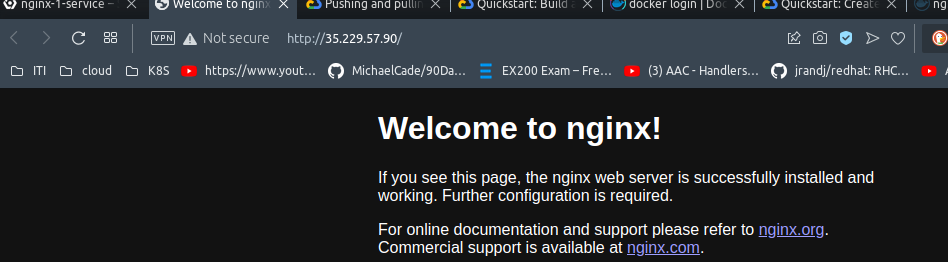 nginx-1-service –
Welcome to nginx
Pushing and pullin
Quickstart: Build a
docker login | Doc
Quickstart: Create
ng
VPN Not secure http://35.229.57.90/
ITI cloud K8S https://www.yout... MichaelCade/90Da... EX200 Exam – Fre... (3) AAC - Handlers... jrandj/redhat: RHC...
Welcome to nginx!
If you see this page, the nginx web server is successfully installed and
working. Further configuration is required.
For online documentation and support please refer to nginx.org.
Commercial support is available at nginx.com.